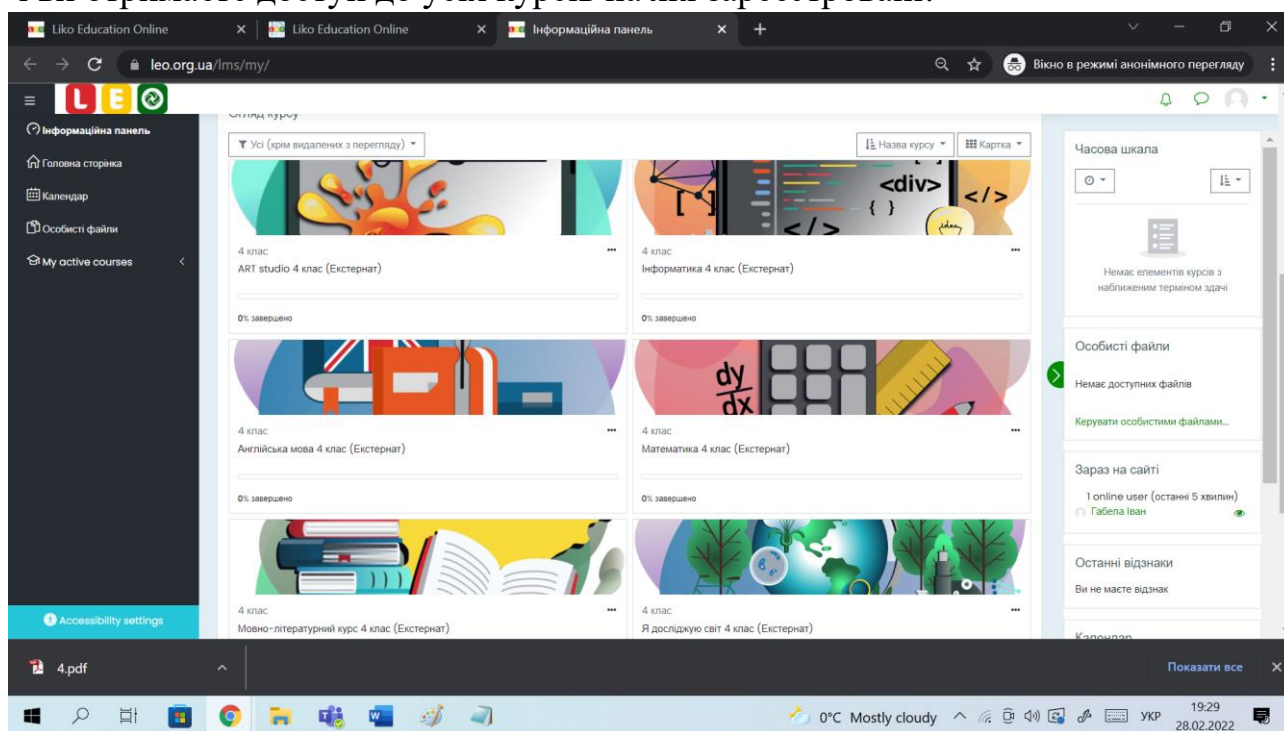 Liko Education Online
Liko Education Online
Інформаційна панель
leo.org.ua/lms/my/
Вікно в режимі анонімного перегляду
L E
Інформаційна панель
Головна сторінка
Календар
Особисті файли
My active courses
Accessibility settings
Огляд курсу
Усі (крім видалених з перегляду)
Назва курсу
Картка
<div>
</>
[ ]
{ }
</>
idea
4 клас
ART studio 4 клас (Екстернат)
0% завершено
4 клас
Інформатика 4 клас (Екстернат)
0% завершено
4 клас
Англійська мова 4 клас (Екстернат)
0% завершено
dy
dx
4 клас
Математика 4 клас (Екстернат)
0% завершено
4 клас
Мовно-літературний курс 4 клас (Екстернат)
4 клас
Я досліджую світ 4 клас (Екстернат)
Часова шкала
Немає елементів курсів з
наближеним терміном здачі
Особисті файли
Немає доступних файлів
Керувати особистими файлами...
Зараз на сайті
1 online user (останні 5 хвилин)
Габела Іван
Останні відзнаки
Ви не маєте відзнак
Календар
4.pdf
Показати все
0°C Mostly cloudy
УКР
19:29
28.02.2022